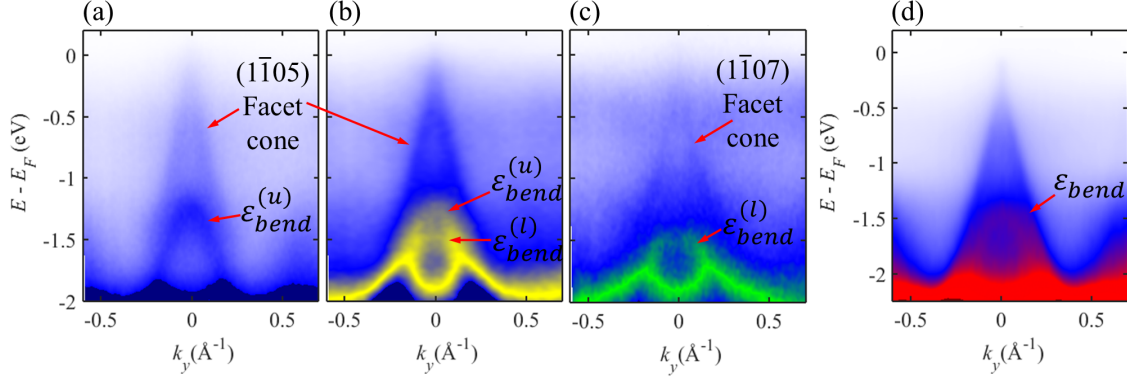 (a)
(b)
(c)
(d)
(11̅05)
Facet
cone
(11̅07)
Facet
cone
ε_bend^(u)
ε_bend^(u)
ε_bend^(l)
ε_bend^(l)
ε_bend
E - E_F (eV)
0
-0.5
-1
-1.5
-2
-0.5 0 0.5
k_y(Å⁻¹)
-0.5 0 0.5
k_y(Å⁻¹)
-0.5 0 0.5
k_y(Å⁻¹)
E - E_F (eV)
0
-0.5
-1
-1.5
-2
-0.5 0 0.5
k_y(Å⁻¹)